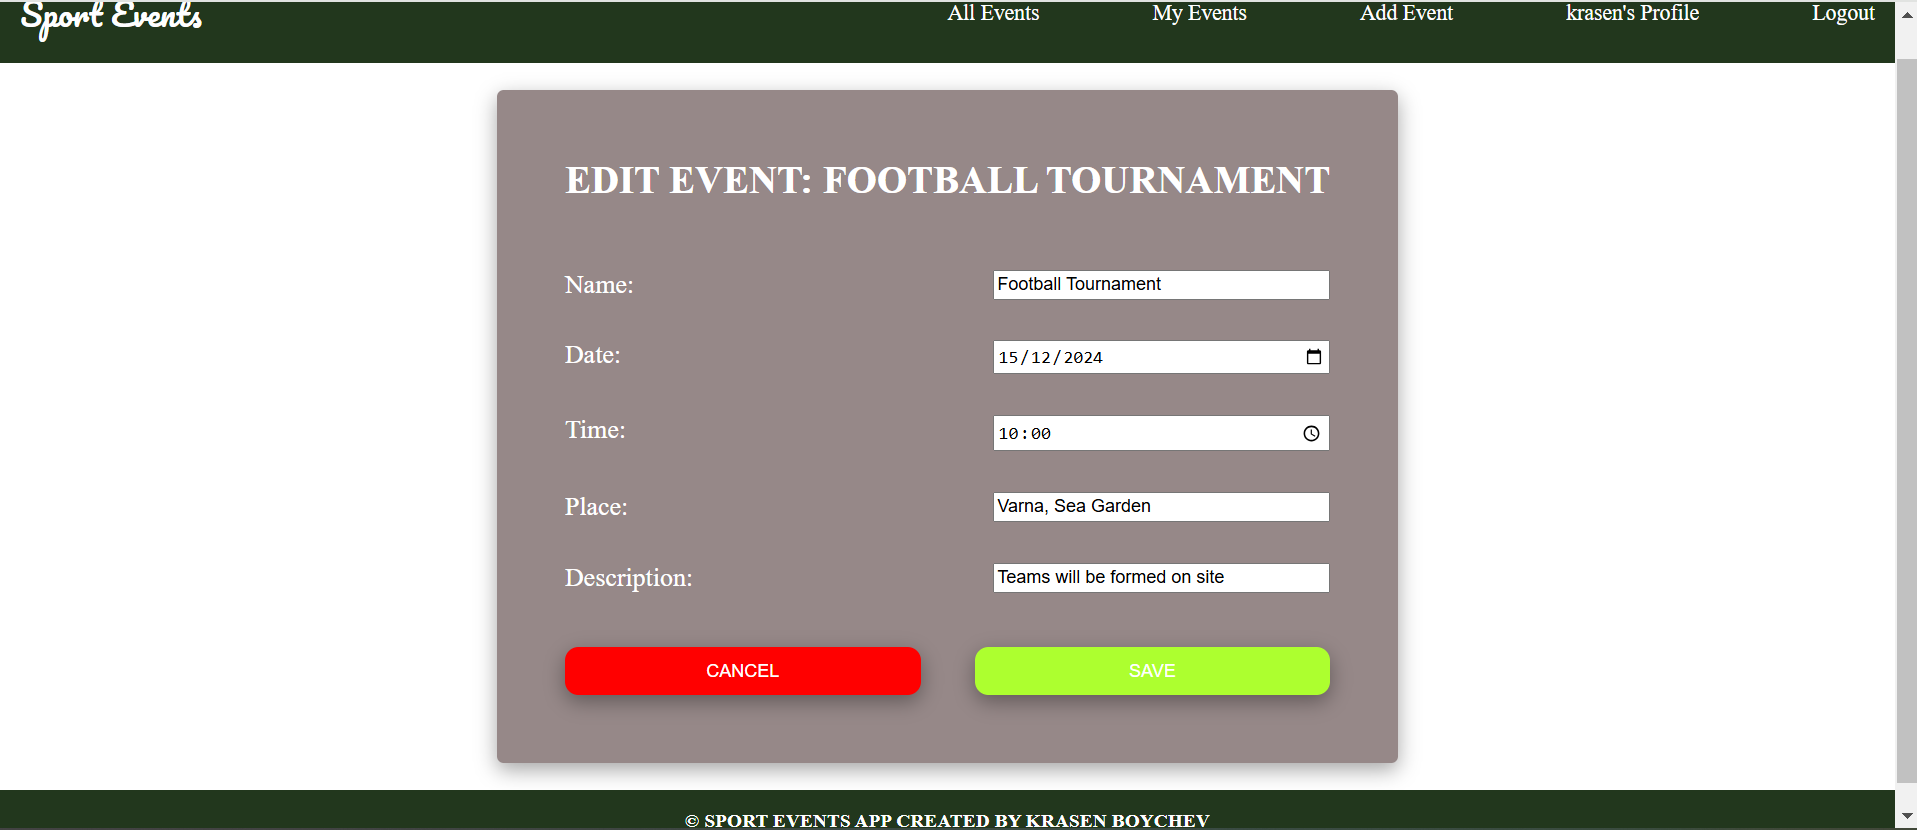 Sport Events
All Events My Events Add Event krasen's Profile Logout
EDIT EVENT: FOOTBALL TOURNAMENT
Name: Football Tournament
Date: 15/12/2024
Time: 10:00
Place: Varna, Sea Garden
Description: Teams will be formed on site
CANCEL SAVE
© SPORT EVENTS APP CREATED BY KRASEN BOYCHEV